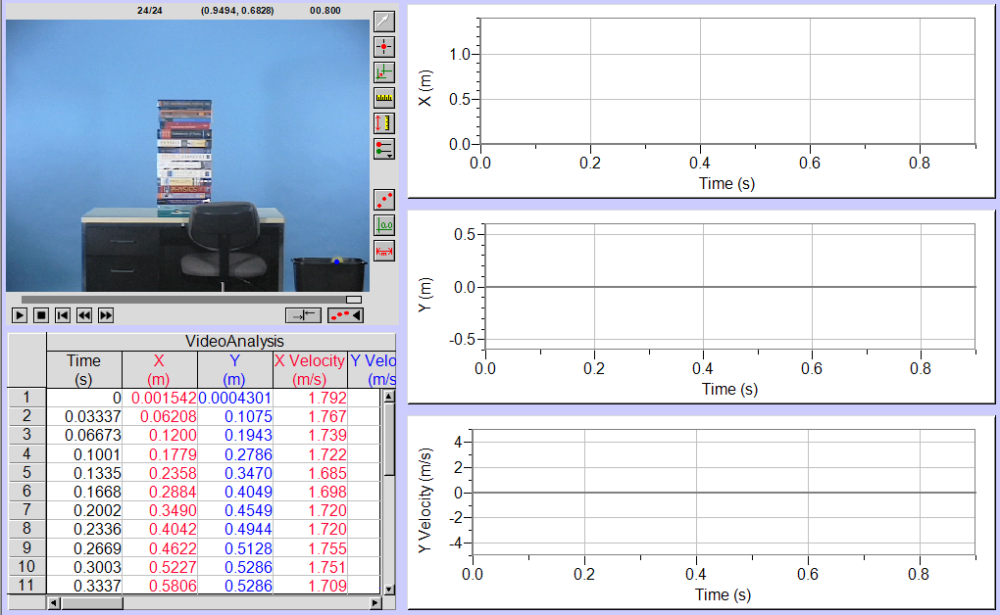 24/24 (0.9494, 0.6828) 00.800
PHYSICS
VideoAnalysis
Time X Y X Velocity Y Velo
(s) (m) (m) (m/s) (m/s
1 0 0.001542 0.0004301 1.792
2 0.03337 0.06208 0.1075 1.767
3 0.06673 0.1200 0.1943 1.739
4 0.1001 0.1779 0.2786 1.722
5 0.1335 0.2358 0.3470 1.685
6 0.1668 0.2884 0.4049 1.698
7 0.2002 0.3490 0.4549 1.720
8 0.2336 0.4042 0.4944 1.720
9 0.2669 0.4622 0.5128 1.755
10 0.3003 0.5227 0.5286 1.751
11 0.3337 0.5806 0.5286 1.709
X (m)
1.0
0.5
0.0
0.0 0.2 0.4 0.6 0.8
Time (s)
Y (m)
0.5
0.0
-0.5
0.0 0.2 0.4 0.6 0.8
Time (s)
Y Velocity (m/s)
4
2
0
-2
-4
0.0 0.2 0.4 0.6 0.8
Time (s)